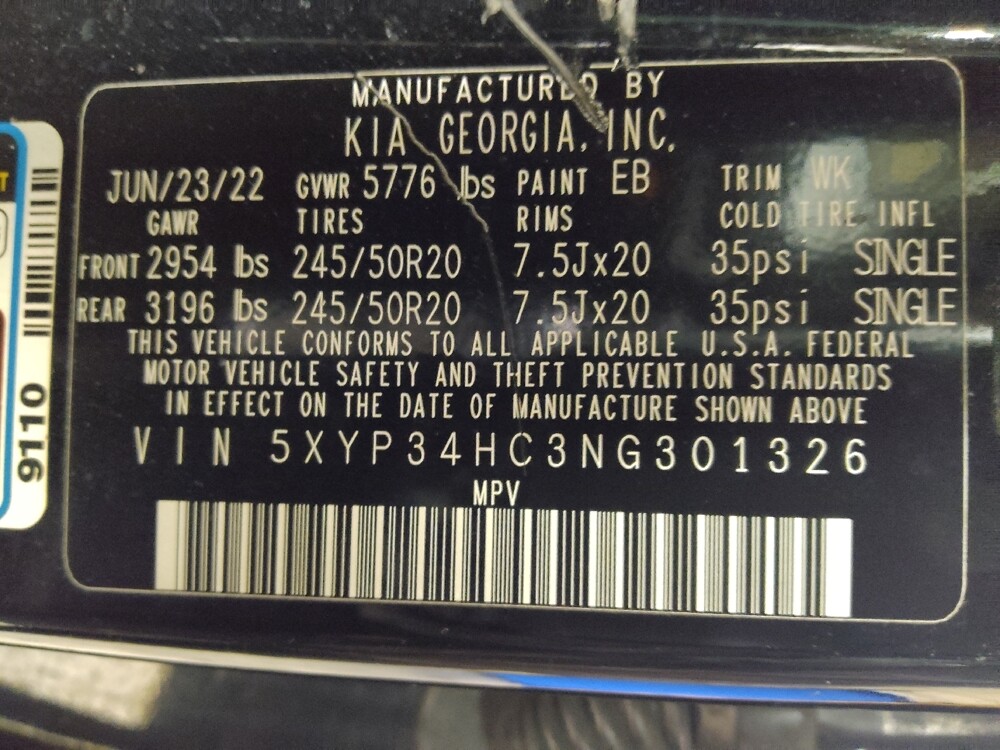 MANUFACTURED BY
KIA GEORGIA, INC.
JUN/23/22 GVWR 5776 lbs PAINT EB TRIM WK
GAWR TIRES RIMS COLD TIRE INFL
FRONT 2954 lbs 245/50R20 7.5Jx20 35psi SINGLE
REAR 3196 lbs 245/50R20 7.5Jx20 35psi SINGLE
THIS VEHICLE CONFORMS TO ALL APPLICABLE U.S.A. FEDERAL
MOTOR VEHICLE SAFETY AND THEFT PREVENTION STANDARDS
IN EFFECT ON THE DATE OF MANUFACTURE SHOWN ABOVE
VIN 5XYP34HC3NG301326
MPV
9110